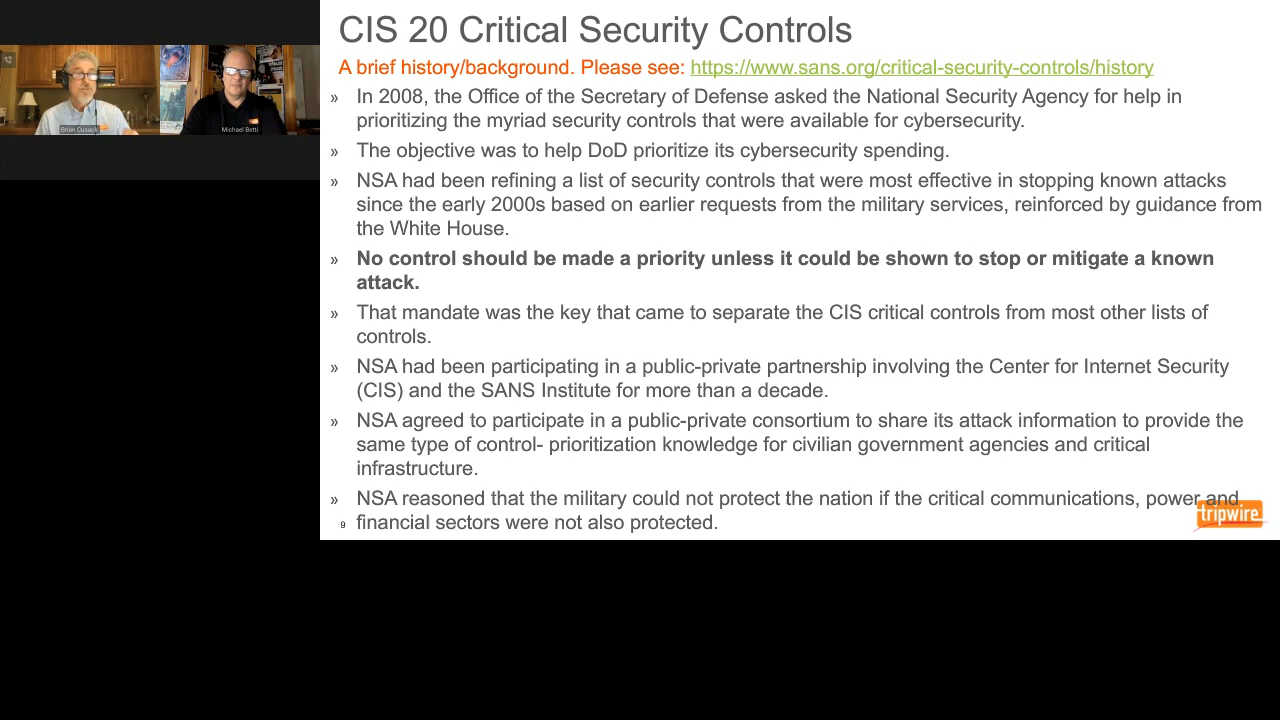 CIS 20 Critical Security Controls
A brief history/background. Please see: https://www.sans.org/critical-security-controls/history
» In 2008, the Office of the Secretary of Defense asked the National Security Agency for help in
prioritizing the myriad security controls that were available for cybersecurity.
» The objective was to help DoD prioritize its cybersecurity spending.
» NSA had been refining a list of security controls that were most effective in stopping known attacks
since the early 2000s based on earlier requests from the military services, reinforced by guidance from
the White House.
» No control should be made a priority unless it could be shown to stop or mitigate a known
attack.
» That mandate was the key that came to separate the CIS critical controls from most other lists of
controls.
» NSA had been participating in a public-private partnership involving the Center for Internet Security
(CIS) and the SANS Institute for more than a decade.
» NSA agreed to participate in a public-private consortium to share its attack information to provide the
same type of control- prioritization knowledge for civilian government agencies and critical
infrastructure.
» NSA reasoned that the military could not protect the nation if the critical communications, power and
financial sectors were not also protected.
9
tripwire
Brian Cusack
Michael Betti